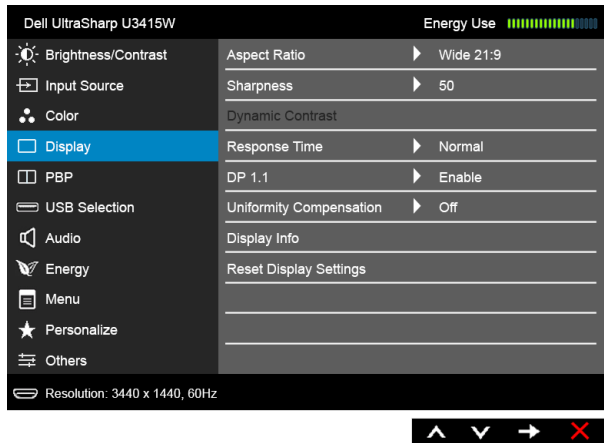 Dell UltraSharp U3415W Energy Use
Brightness/Contrast Aspect Ratio Wide 21:9
Input Source Sharpness 50
Color Dynamic Contrast
Display Response Time Normal
PBP DP 1.1 Enable
USB Selection Uniformity Compensation Off
Audio Display Info
Energy Reset Display Settings
Menu
Personalize
Others
Resolution: 3440 x 1440, 60Hz